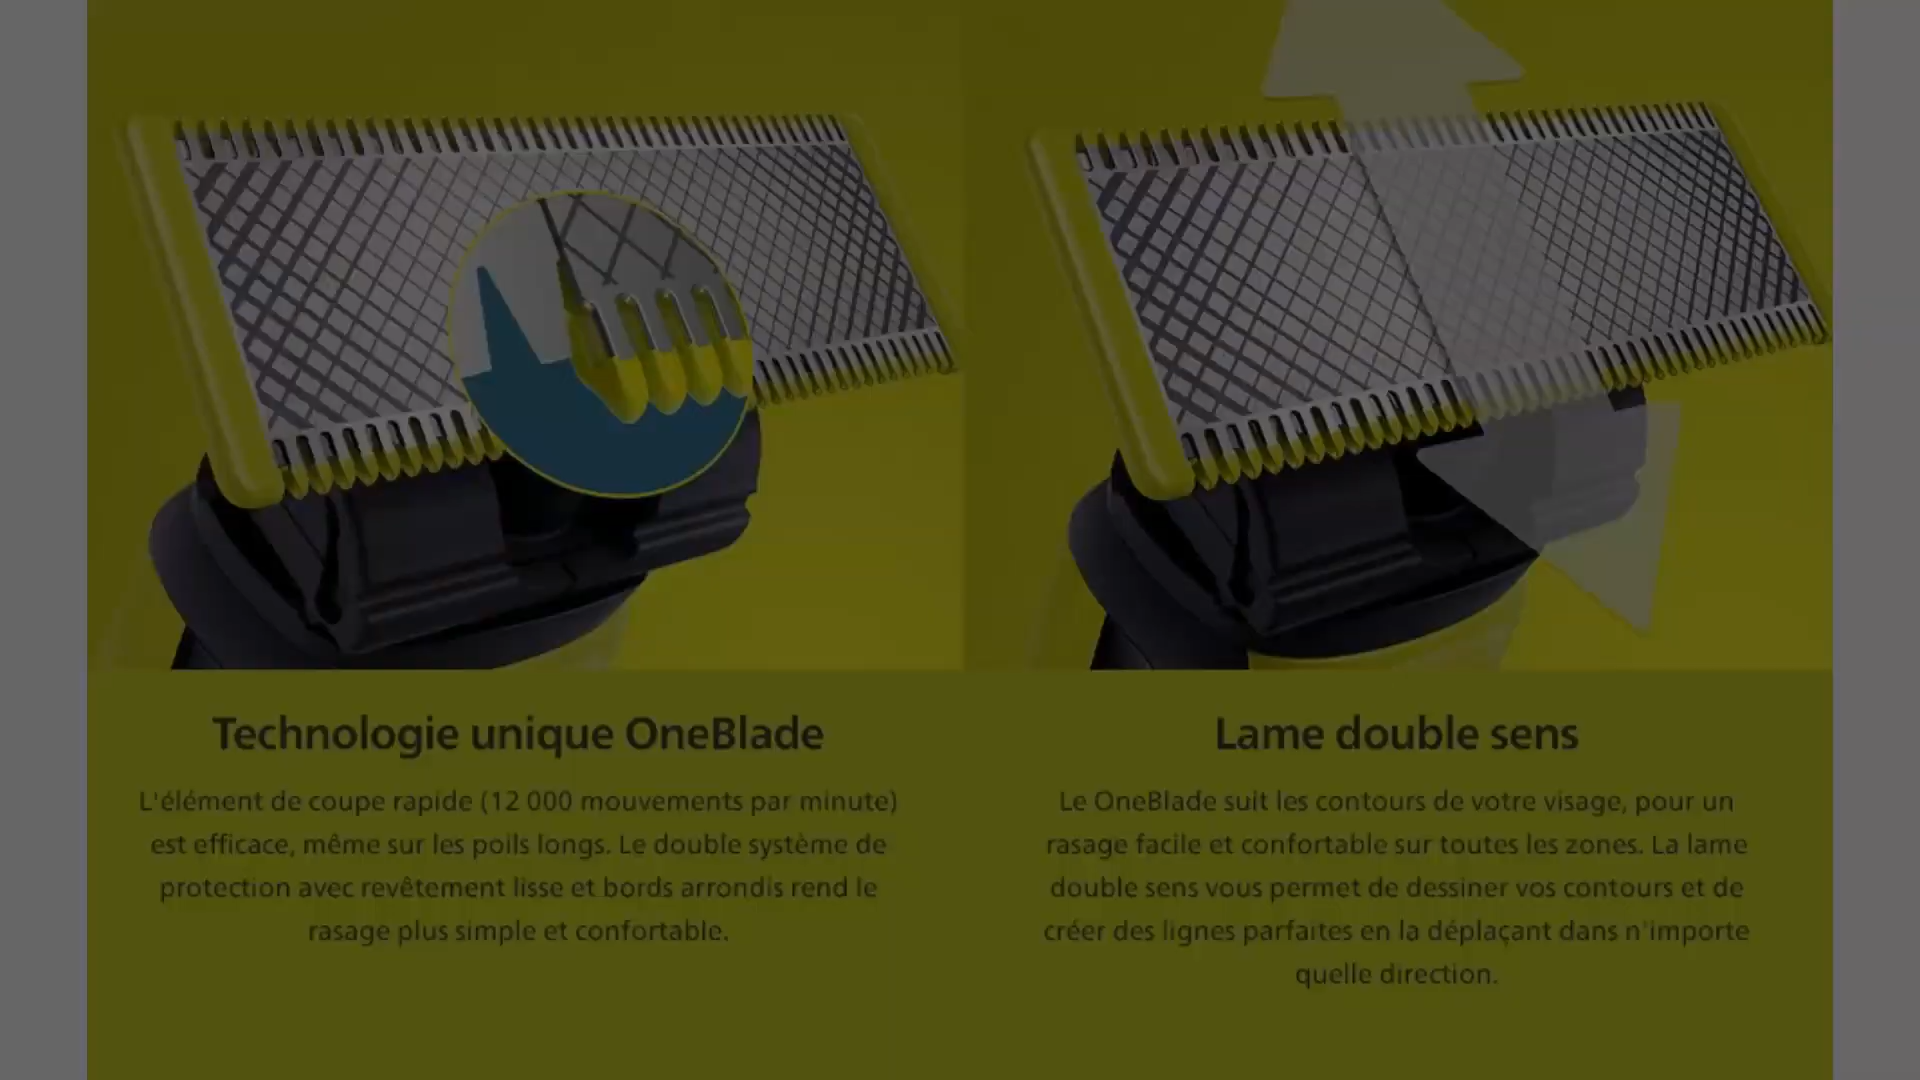 Technologie unique OneBlade
L'élément de coupe rapide (12 000 mouvements par minute)
est efficace, même sur les poils longs. Le double système de
protection avec revêtement lisse et bords arrondis rend le
rasage plus simple et confortable.
Lame double sens
Le OneBlade suit les contours de votre visage, pour un
rasage facile et confortable sur toutes les zones. La lame
double sens vous permet de dessiner vos contours et de
créer des lignes parfaites en la déplaçant dans n'importe
quelle direction.